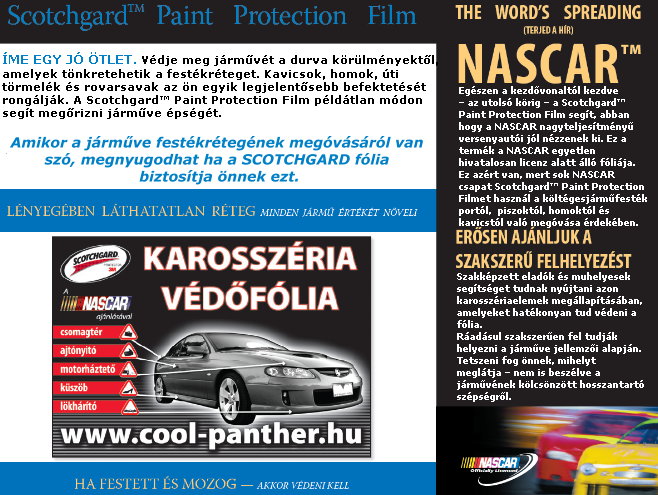 Scotchgard™ Paint Protection Film
ÍME EGY JÓ ÖTLET. Védje meg járművét a durva körülményektől,
amelyek tönkretehetik a festékréteget. Kavicsok, homok, úti
törmelék és rovarsavak az ön egyik legjelentősebb befektetését
rongálják. A Scotchgard™ Paint Protection Film példátlan módon
segít megőrizni járműve épségét.
Amikor a járműve festékrétegének megóvásáról van
szó, megnyugodhat ha a SCOTCHGARD fólia
biztosítja önnek ezt.
LÉNYEGÉBEN LÁTHATATLAN RÉTEG MINDEN JÁRMŰ ÉRTÉKÉT NÖVELI
SCOTCHGARD
3M
KAROSSZÉRIA
VÉDŐFÓLIA
A
NASCAR
ajánlásával
csomagtér
ajtónyitó
motorháztető
küszöb
lökhárító
www.cool-panther.hu
HA FESTETT ÉS MOZOG — AKKOR VÉDENI KELL
THE WORD'S SPREADING
(TERJED A HÍR)
NASCAR™
Egészen a kezdővonaltól kezdve
– az utolsó körig – a Scotchgard™
Paint Protection Film segít, abban
hogy a NASCAR nagyteljesítményű
versenyautói jól nézzenek ki. Ez a
termék a NASCAR egyetlen
hivatalosan licenz alatt álló fóliája.
Ez azért van, mert sok NASCAR
csapat Scotchgard™ Paint Protection
Filmet használ a költégesjárműfesték
portól, piszoktól, homoktól és
kavicstól való megóvása érdekében.
ERŐSEN AJÁNLJUK A
SZAKSZERŰ FELHELYEZÉST
Szakképzett eladók és muhelyesek
segítséget tudnak nyújtani azon
karosszériaelemek megállapításában,
amelyeket hatékonyan tud védeni a
fólia.
Ráadásul szakszerűen fel tudják
helyezni a járműve jellemzői alapján.
Tetszeni fog önnek, mihelyt
meglátja – nem is beszélve a
járművének kölcsönzött hosszantartó
szépségről.
NASCAR
Officially Licensed